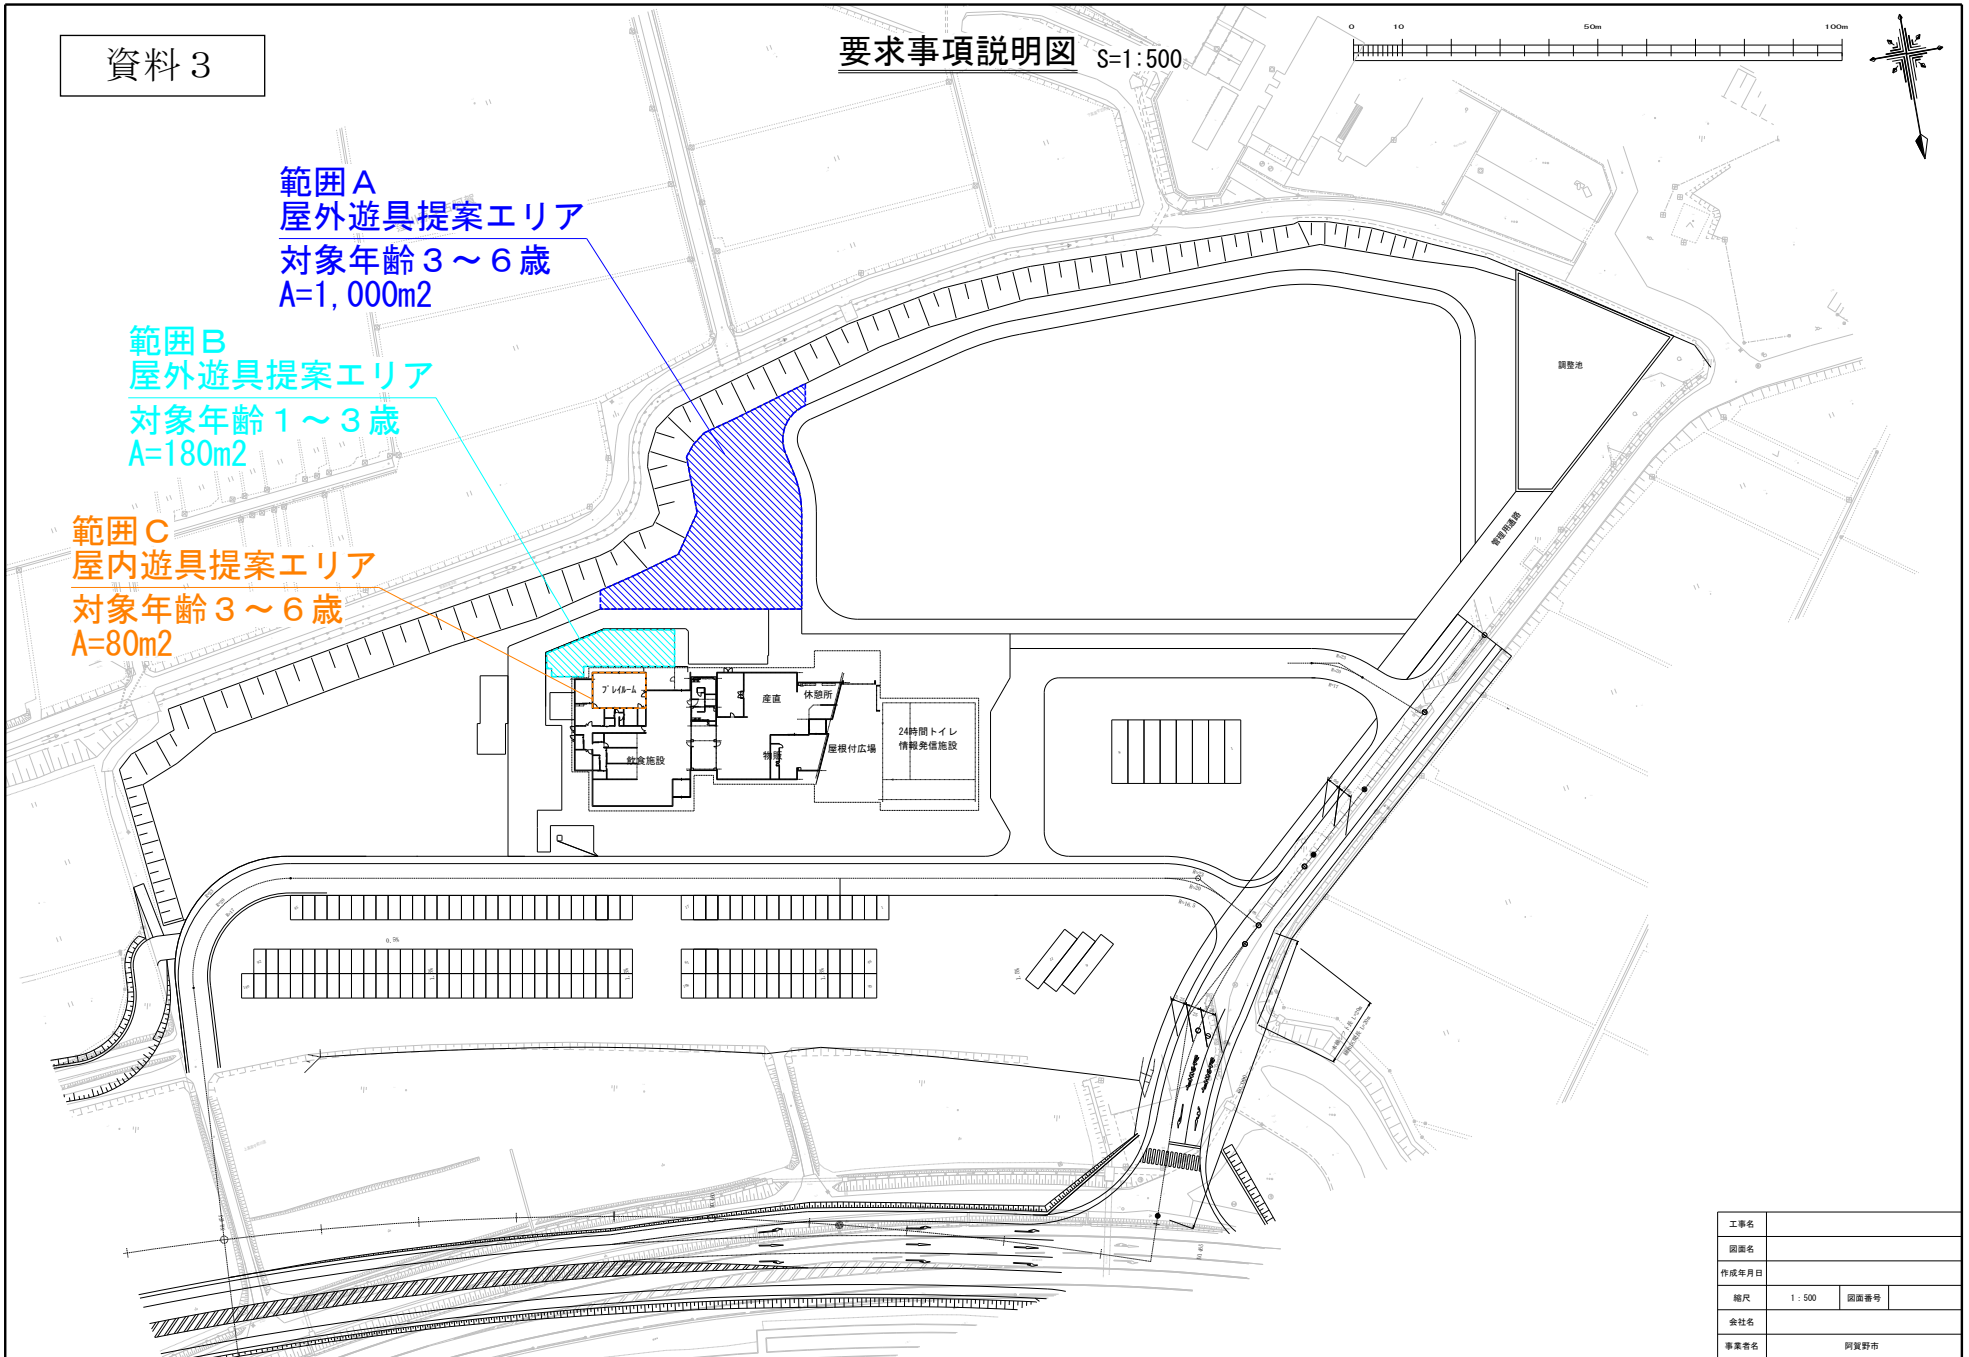 資料３
要求事項説明図 S=1:500
0 10 50m 100m
範囲Ａ
屋外遊具提案エリア
対象年齢３～６歳
A=1,000m2
範囲Ｂ
屋外遊具提案エリア
対象年齢１～３歳
A=180m2
範囲Ｃ
屋内遊具提案エリア
対象年齢３～６歳
A=80m2
調整池
管理用通路
プレイルーム
産直
休憩所
物販
飲食施設
屋根付広場
24時間トイレ
情報発信施設
0.5%
工事名
図面名
作成年月日
縮尺 1：500 図面番号
会社名
事業者名 阿賀野市